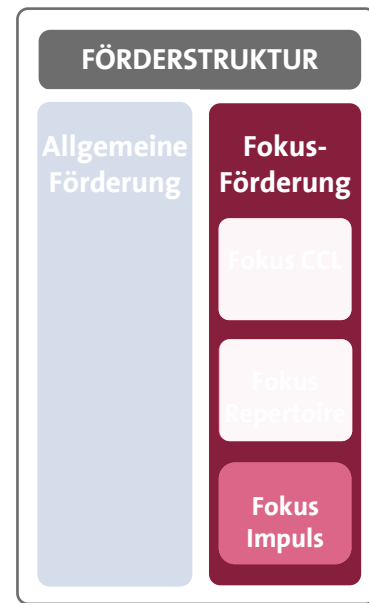 FÖRDERSTRUKTUR
Allgemeine
Förderung
Fokus-
Förderung
Fokus CCL
Fokus
Repertoire
Fokus
Impuls